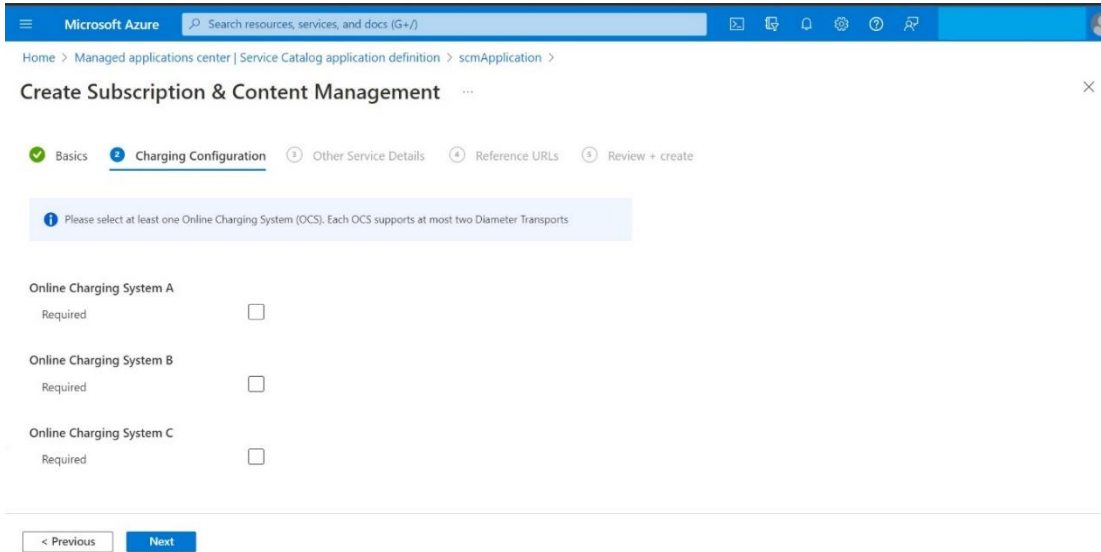 Microsoft Azure
Search resources, services, and docs (G+/)
Home > Managed applications center | Service Catalog application definition > scmApplication >
Create Subscription & Content Management ...
Basics 2 Charging Configuration 3 Other Service Details 4 Reference URLs 5 Review + create
Please select at least one Online Charging System (OCS). Each OCS supports at most two Diameter Transports
Online Charging System A
Required
Online Charging System B
Required
Online Charging System C
Required
< Previous Next